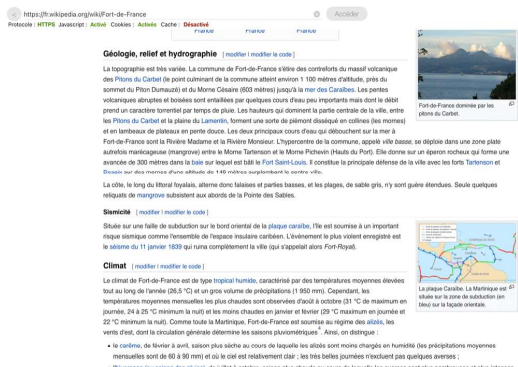 https://fr.wikipedia.org/wiki/Fort-de-France
Accéder
Protocole : HTTPS Javascript : Activé Cookies : Activés Cache : Désactivé
France France France
Géologie, relief et hydrographie [ modifier | modifier le code ]
La topographie est très variée. La commune de Fort-de-France s'étire des contreforts du massif volcanique
des Pitons du Carbet (le point culminant de la commune atteint environ 1 100 mètres d'altitude, près du
sommet du Piton Dumauzé) et du Morne Césaire (603 mètres) jusqu'à la mer des Caraïbes. Les pentes
volcaniques abruptes et boisées sont entaillées par quelques cours d'eau peu importants mais dont le débit
prend un caractère torrentiel par temps de pluie. Les hauteurs qui dominent la partie centrale de la ville, entre
les Pitons du Carbet et la plaine du Lamentin, forment une sorte de piémont disséqué en collines (les mornes)
et en lambeaux de plateaux en pente douce. Les deux principaux cours d'eau qui débouchent sur la mer à
Fort-de-France sont la Rivière Madame et la Rivière Monsieur. L'hypercentre de la commune, appelé ville basse, se déploie dans une zone plate
autrefois marécageuse (mangrove) entre le Morne Tartenson et le Morne Pichevin (Hauts du Port). Elle donne sur un éperon rocheux qui forme une
avancée de 300 mètres dans la baie sur lequel est bâti le Fort Saint-Louis. Il constitue la principale défense de la ville avec les forts Tartenson et
Desaix sur des mornes d'une altitude de 149 mètres surplombant le centre ville.
Fort-de-France dominée par les
pitons du Carbet.
La côte, le long du littoral foyalais, alterne donc falaises et parties basses, et les plages, de sable gris, n'y sont guère étendues. Seule quelques
reliquats de mangrove subsistent aux abords de la Pointe des Sables.
Sismicité [ modifier | modifier le code ]
Située sur une faille de subduction sur le bord oriental de la plaque caraïbe, l'île est soumise à un important
risque sismique comme l'ensemble de l'espace insulaire caribéen. L'événement le plus violent enregistré est
le séisme du 11 janvier 1839 qui ruina complètement la ville (qui s'appelait alors Fort-Royal).
Climat [ modifier | modifier le code ]
Le climat de Fort-de-France est de type tropical humide, caractérisé par des températures moyennes élevées
tout au long de l'année (26,5 °C) et un gros volume de précipitations (1 950 mm). Cependant, les
températures moyennes mensuelles les plus chaudes sont observées d'août à octobre (31 °C de maximum en
journée, 24 à 25 °C minimum la nuit) et les moins chaudes en janvier et février (29 °C maximum en journée et
22 °C minimum la nuit). Comme toute la Martinique, Fort-de-France est soumise au régime des alizés, les
vents d'est, dont la circulation générale détermine les saisons pluviométriques 4. Ainsi, on distingue :
La plaque Caraïbe. La Martinique est
située sur la zone de subduction (en
bleu) sur la façade orientale.
• le carême, de février à avril, saison plus sèche au cours de laquelle les alizés sont moins chargés en humidité (les précipitations moyennes
mensuelles sont de 60 à 90 mm) et où le ciel est relativement clair ; les très belles journées n'excluent pas quelques averses ;